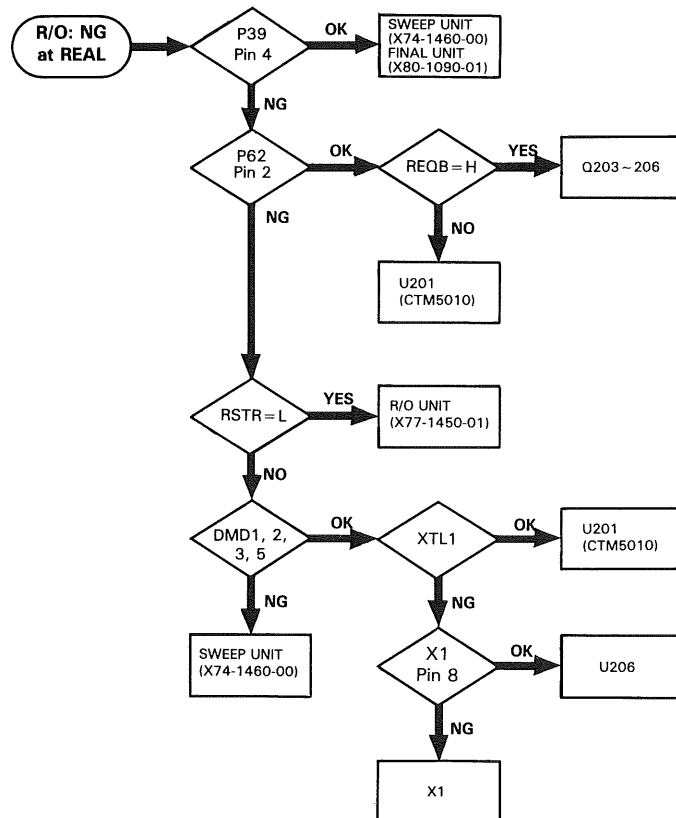 R/O: NG
at REAL
P39
Pin 4
OK
SWEEP UNIT
(X74-1460-00)
FINAL UNIT
(X80-1090-01)
NG
P62
Pin 2
OK
REQB=H
YES
Q203~206
NG
NO
U201
(CTM5010)
RSTR=L
YES
R/O UNIT
(X77-1450-01)
NO
DMD1, 2,
3, 5
OK
XTL1
OK
U201
(CTM5010)
NG
NG
SWEEP UNIT
(X74-1460-00)
X1
Pin 8
OK
U206
NG
X1